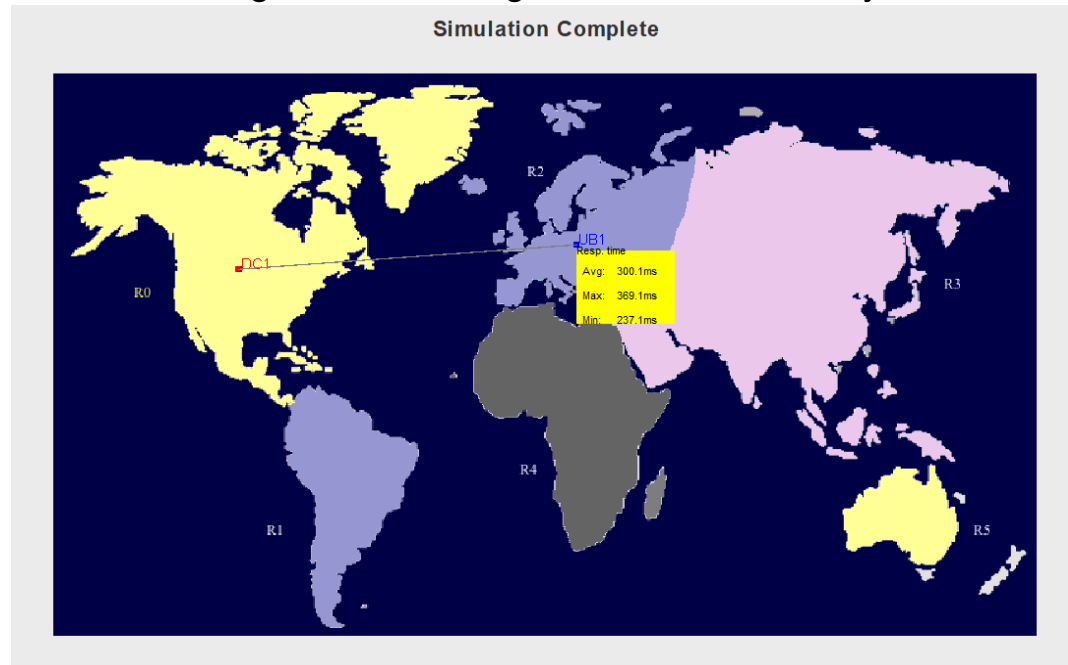 Simulation Complete
R2
UB1
Resp. time
DC1
Avg: 300.1ms
R0
Max: 369.1ms
R3
Min: 237.1ms
R4
R1
R5